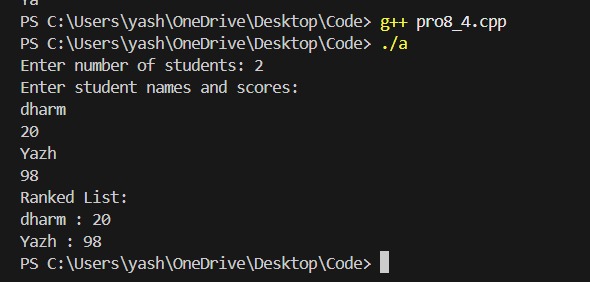 Ya
PS C:\Users\yash\OneDrive\Desktop\Code> g++ pro8_4.cpp
PS C:\Users\yash\OneDrive\Desktop\Code> ./a
Enter number of students: 2
Enter student names and scores:
dharm
20
Yazh
98
Ranked List:
dharm : 20
Yazh : 98
PS C:\Users\yash\OneDrive\Desktop\Code>